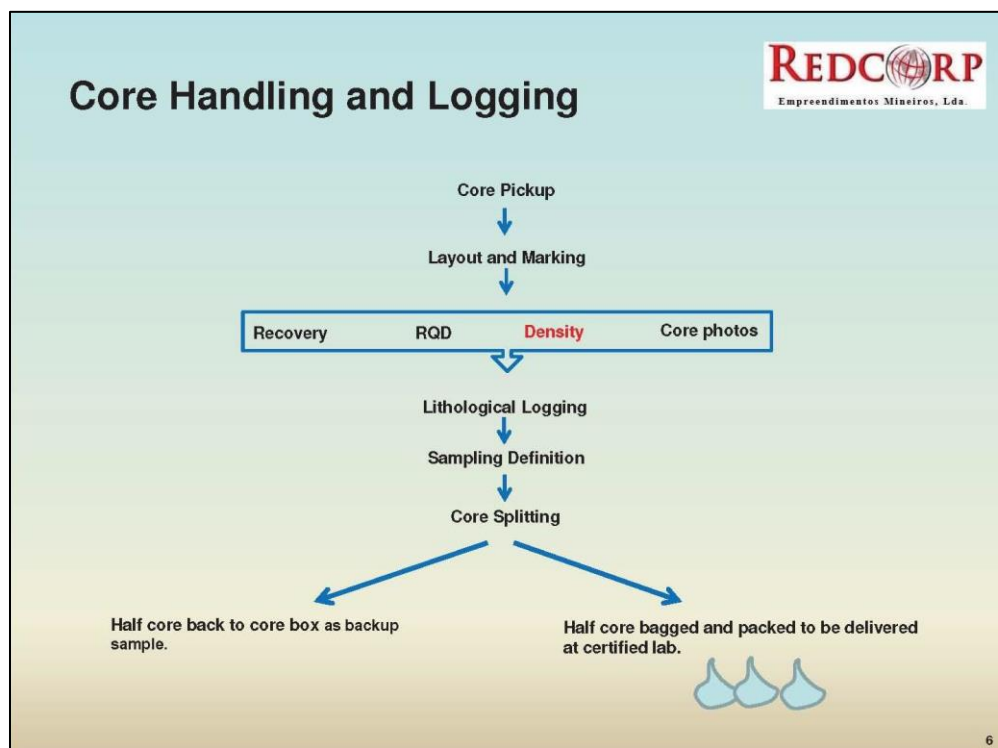 REDCORP
Empreendimentos Mineiros, Lda.
Core Handling and Logging
Core Pickup
Layout and Marking
Recovery RQD Density Core photos
Lithological Logging
Sampling Definition
Core Splitting
Half core back to core box as backup
sample.
Half core bagged and packed to be delivered
at certified lab.
6